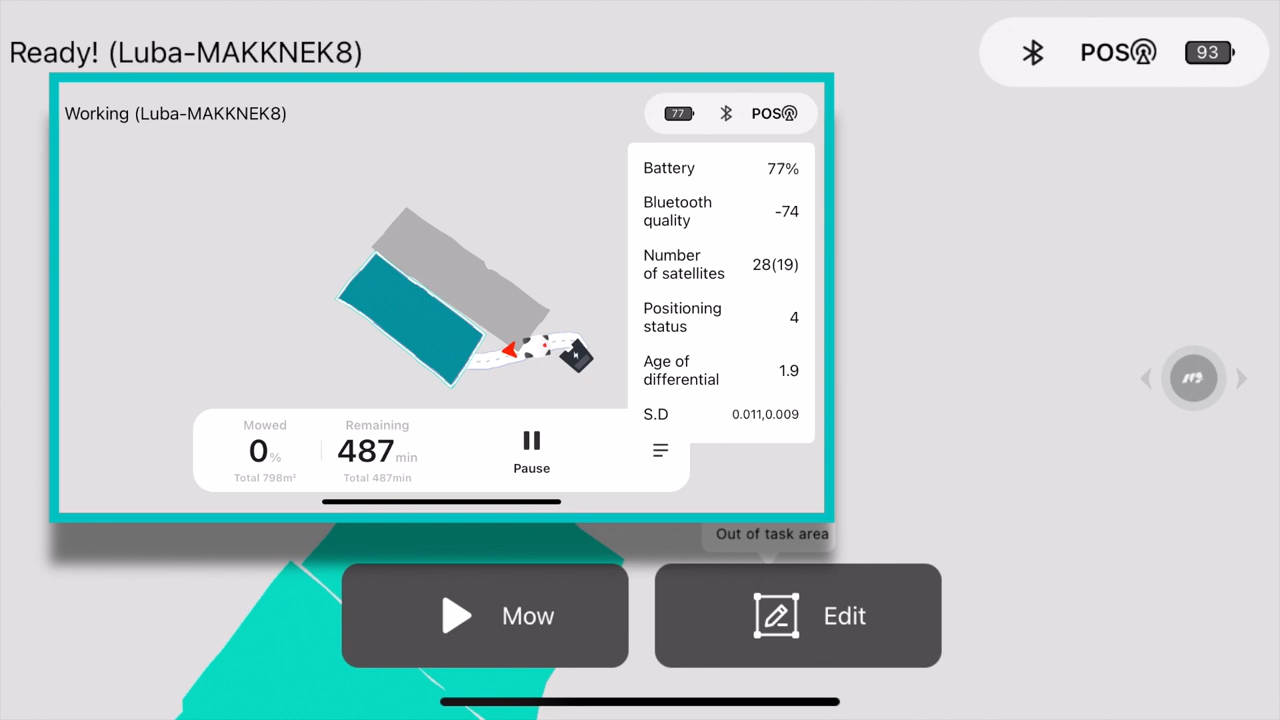 Ready! (Luba-MAKKNEK8)
POS
93
Working (Luba-MAKKNEK8)
77
POS
Battery 77%
Bluetooth
quality -74
Number
of satellites 28(19)
Positioning
status 4
Age of
differential 1.9
S.D 0.011,0.009
Mowed
0%
Total 798m²
Remaining
487 min
Total 487min
Pause
Out of task area
Mow
Edit